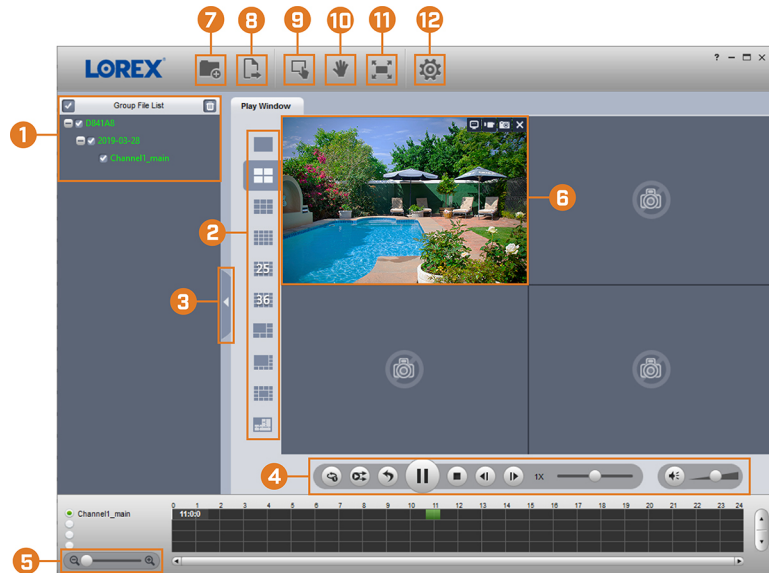 7 8 9 10 11 12
LOREX
?
Group File List
Play Window
1
D841A8
2019-03-28
Channel1_main
2
25
36
3
6
4
1X
0 1 2 3 4 5 6 7 8 9 10 11 12 13 14 15 16 17 18 19 20 21 22 23 24
Channel1_main
11:0:0
5